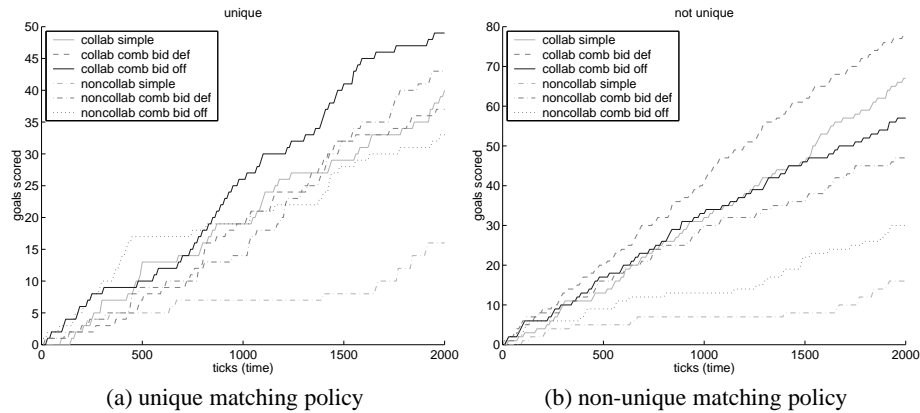 unique
50
45
40
35
30
25
20
15
10
5
0
goals scored
collab simple
collab comb bid def
collab comb bid off
noncollab simple
noncollab comb bid def
noncollab comb bid off
0 500 1000 1500 2000
ticks (time)
(a) unique matching policy
not unique
80
70
60
50
40
30
20
10
0
goals scored
collab simple
collab comb bid def
collab comb bid off
noncollab simple
noncollab comb bid def
noncollab comb bid off
0 500 1000 1500 2000
ticks (time)
(b) non-unique matching policy